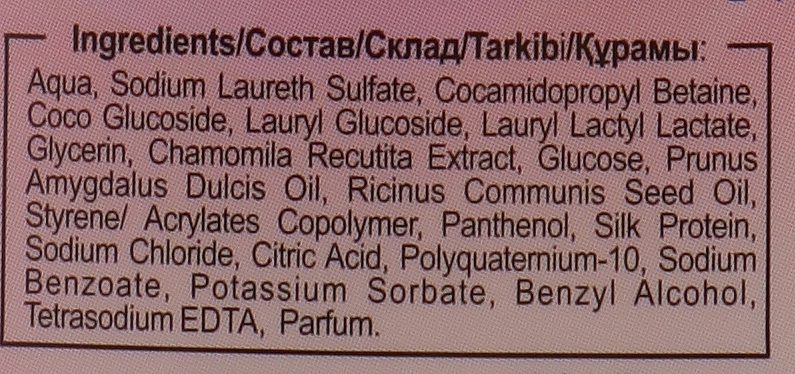 Ingredients/Состав/Склад/Tarkibi/Құрамы:
Aqua, Sodium Laureth Sulfate, Cocamidopropyl Betaine,
Coco Glucoside, Lauryl Glucoside, Lauryl Lactyl Lactate,
Glycerin, Chamomila Recutita Extract, Glucose, Prunus
Amygdalus Dulcis Oil, Ricinus Communis Seed Oil,
Styrene/ Acrylates Copolymer, Panthenol, Silk Protein,
Sodium Chloride, Citric Acid, Polyquaternium-10, Sodium
Benzoate, Potassium Sorbate, Benzyl Alcohol,
Tetrasodium EDTA, Parfum.